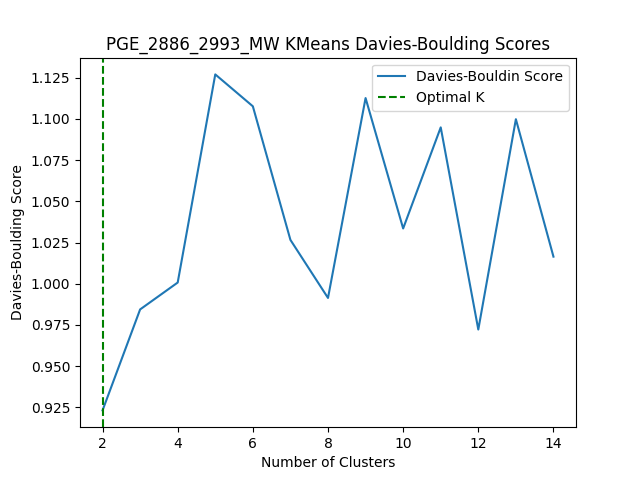 PGE_2886_2993_MW KMeans Davies-Boulding Scores
Davies-Bouldin Score
Optimal K
Davies-Boulding Score
1.125
1.100
1.075
1.050
1.025
1.000
0.975
0.950
0.925
2 4 6 8 10 12 14
Number of Clusters